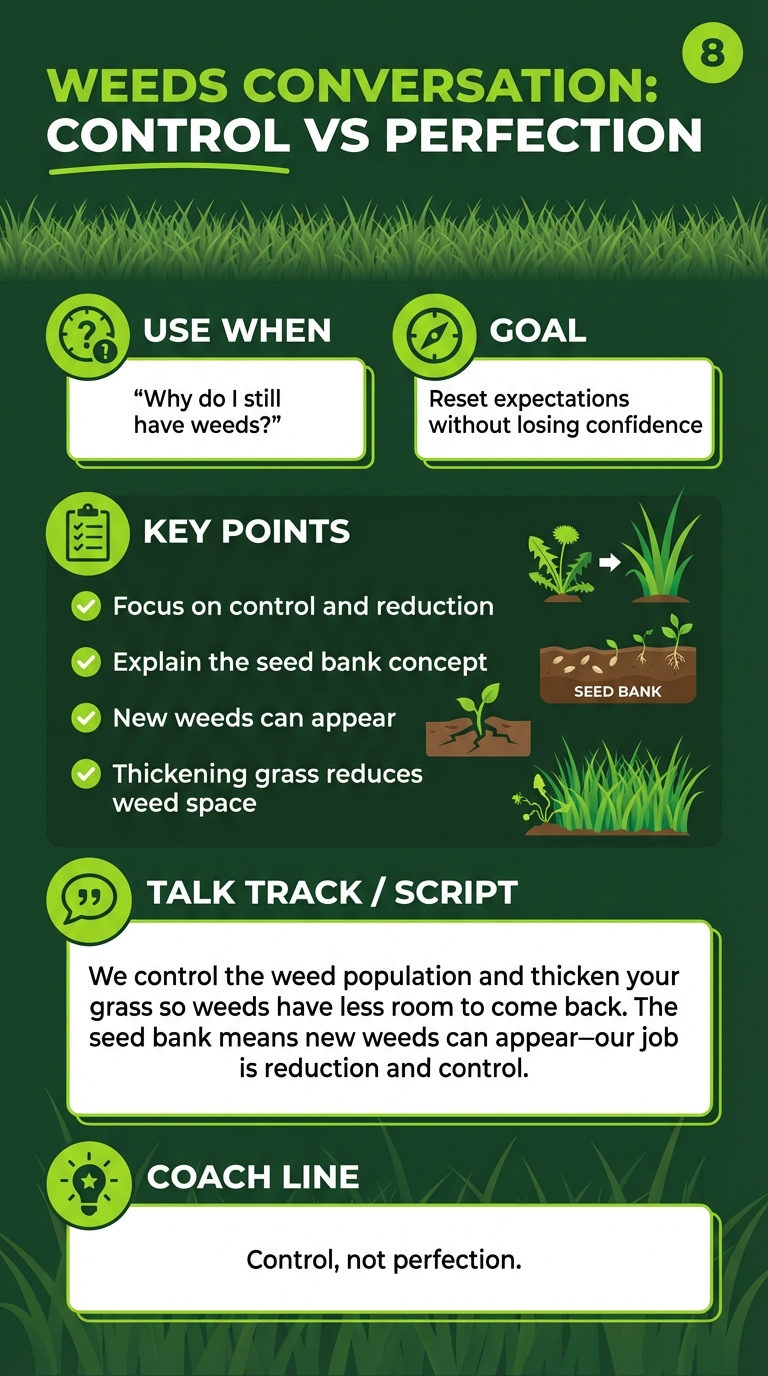 8
WEEDS CONVERSATION:
CONTROL VS PERFECTION
USE WHEN
“Why do I still
have weeds?”
GOAL
Reset expectations
without losing confidence
KEY POINTS
Focus on control and reduction
Explain the seed bank concept
SEED BANK
New weeds can appear
Thickening grass reduces
weed space
TALK TRACK / SCRIPT
We control the weed population and thicken your
grass so weeds have less room to come back. The
seed bank means new weeds can appear—our job
is reduction and control.
COACH LINE
Control, not perfection.